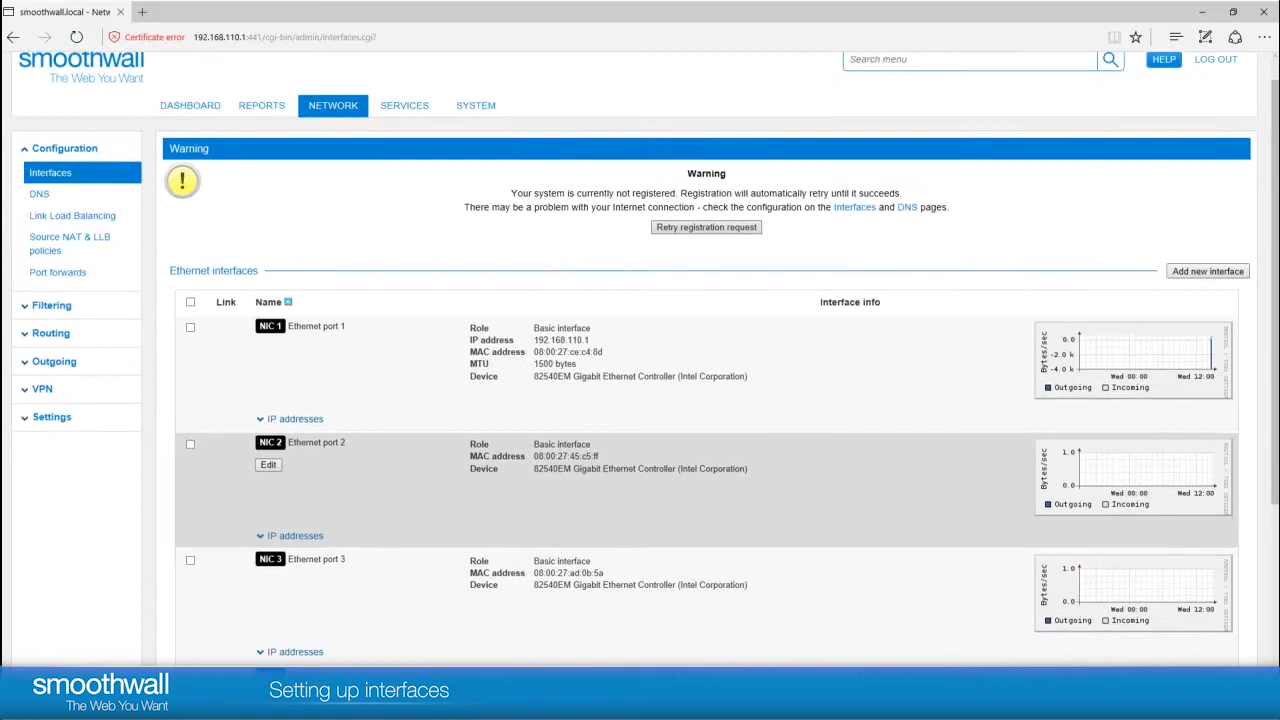 smoothwall.local - Netw
Certificate error 192.168.110.1:441/cgi-bin/admin/interfaces.cgi?
smoothwall
The Web You Want
Search menu
HELP
LOG OUT
DASHBOARD REPORTS NETWORK SERVICES SYSTEM
Configuration
Interfaces
DNS
Link Load Balancing
Source NAT & LLB
policies
Port forwards
Filtering
Routing
Outgoing
VPN
Settings
Warning
!
Warning
Your system is currently not registered. Registration will automatically retry until it succeeds.
There may be a problem with your Internet connection - check the configuration on the Interfaces and DNS pages.
Retry registration request
Ethernet interfaces
Add new interface
Link Name Interface info
NIC 1 Ethernet port 1
Role Basic interface
IP address 192.168.110.1
MAC address 08:00:27:ce:c4:8d
MTU 1500 bytes
Device 82540EM Gigabit Ethernet Controller (Intel Corporation)
IP addresses
Bytes/sec
0.0
-2.0 k
-4.0 k
Wed 00:00 Wed 12:00
Outgoing Incoming
NIC 2 Ethernet port 2
Edit
Role Basic interface
MAC address 08:00:27:45:c5:ff
Device 82540EM Gigabit Ethernet Controller (Intel Corporation)
IP addresses
Bytes/sec
1.0
0.0
Wed 00:00 Wed 12:00
Outgoing Incoming
NIC 3 Ethernet port 3
Role Basic interface
MAC address 08:00:27:ad:0b:5a
Device 82540EM Gigabit Ethernet Controller (Intel Corporation)
IP addresses
Bytes/sec
1.0
0.0
Wed 00:00 Wed 12:00
Outgoing Incoming
smoothwall
The Web You Want
Setting up interfaces